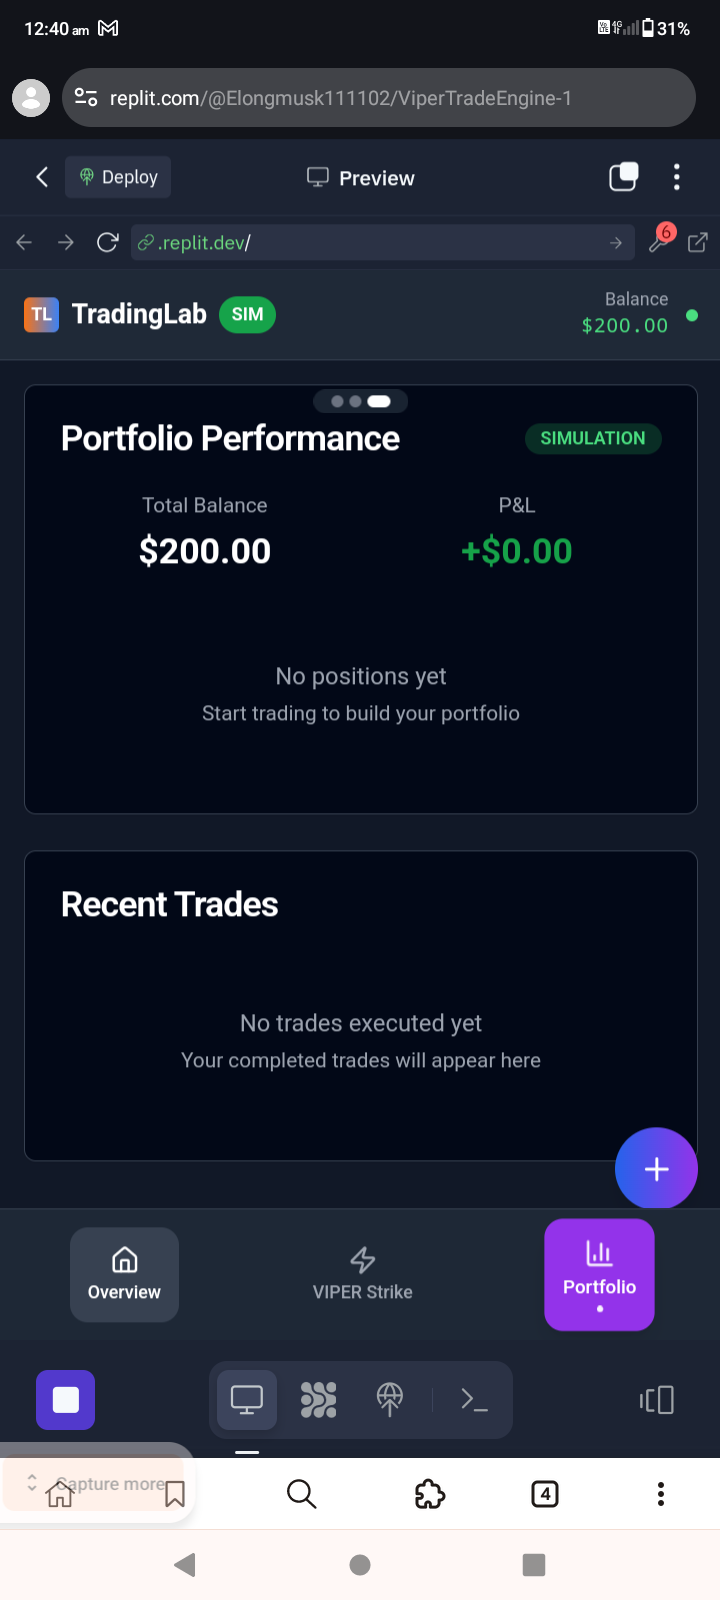 12:40 am
4G
31%
replit.com/@Elongmusk111102/ViperTradeEngine-1
Deploy
Preview
.replit.dev/
6
TL TradingLab SIM
Balance
$200.00
Portfolio Performance
SIMULATION
Total Balance
P&L
$200.00
+$0.00
No positions yet
Start trading to build your portfolio
Recent Trades
No trades executed yet
Your completed trades will appear here
Overview
VIPER Strike
Portfolio
Capture more
4